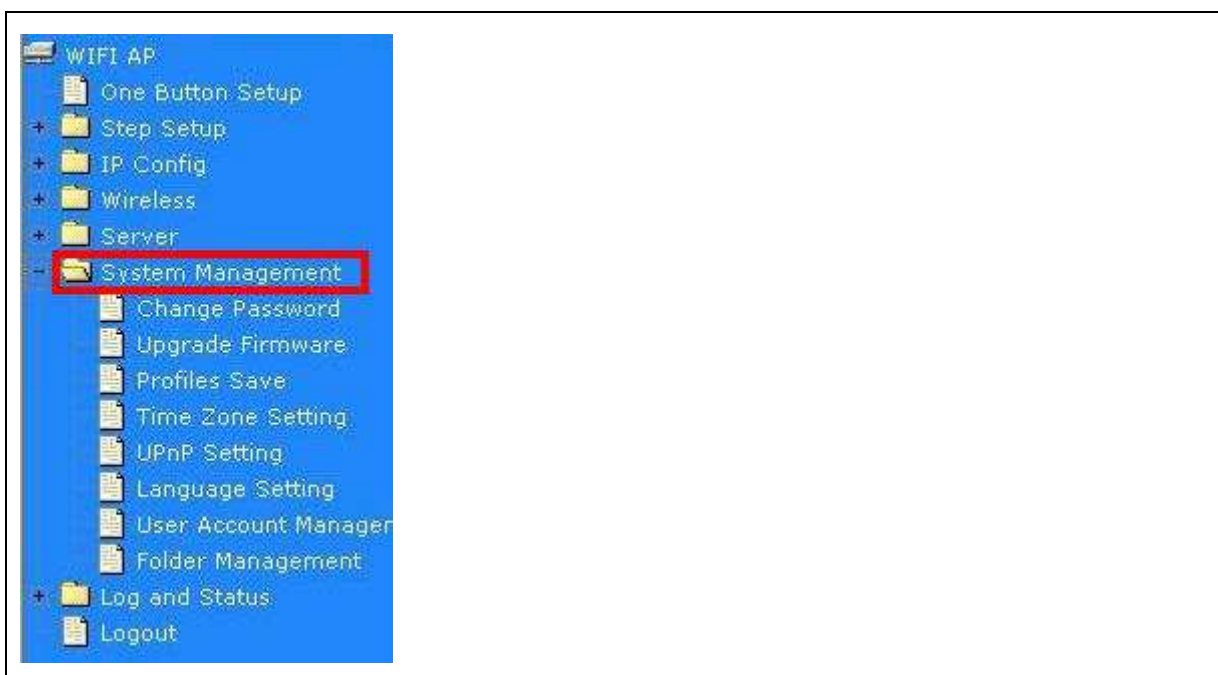 WIFI AP
One Button Setup
Step Setup
IP Config
Wireless
Server
System Management
Change Password
Upgrade Firmware
Profiles Save
Time Zone Setting
UPnP Setting
Language Setting
User Account Manager
Folder Management
Log and Status
Logout